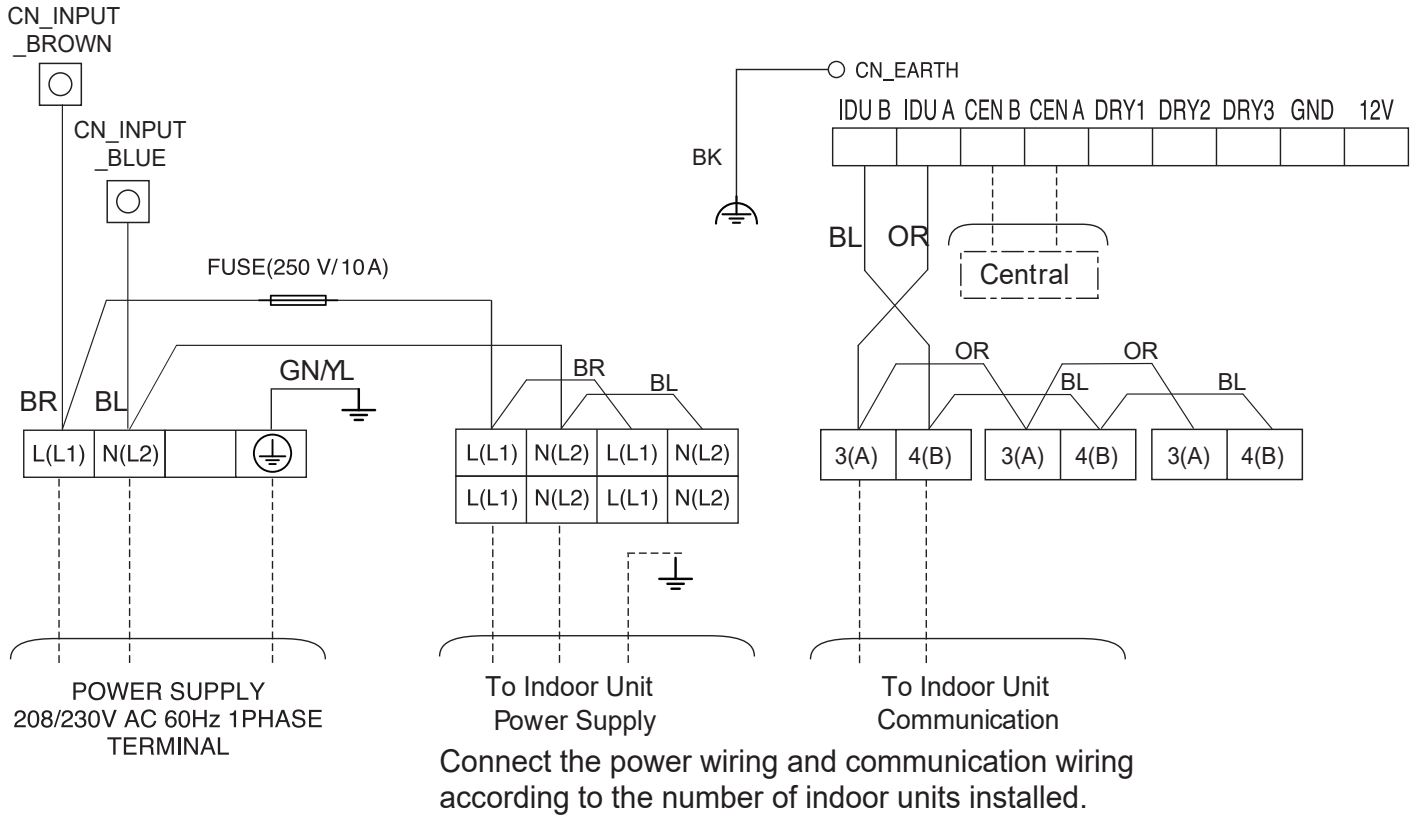 CN_INPUT
_BROWN
CN_INPUT
_BLUE
CN_EARTH
IDU B IDU A CEN B CEN A DRY1 DRY2 DRY3 GND 12V
BK
BL OR
Central
FUSE(250 V/10A)
GN/YL
BR BL
BR
BL
OR
OR
BL
BL
L(L1) N(L2)
L(L1) N(L2) L(L1) N(L2)
L(L1) N(L2) L(L1) N(L2)
3(A) 4(B) 3(A) 4(B) 3(A) 4(B)
POWER SUPPLY
208/230V AC 60Hz 1PHASE
TERMINAL
To Indoor Unit
Power Supply
To Indoor Unit
Communication
Connect the power wiring and communication wiring
according to the number of indoor units installed.